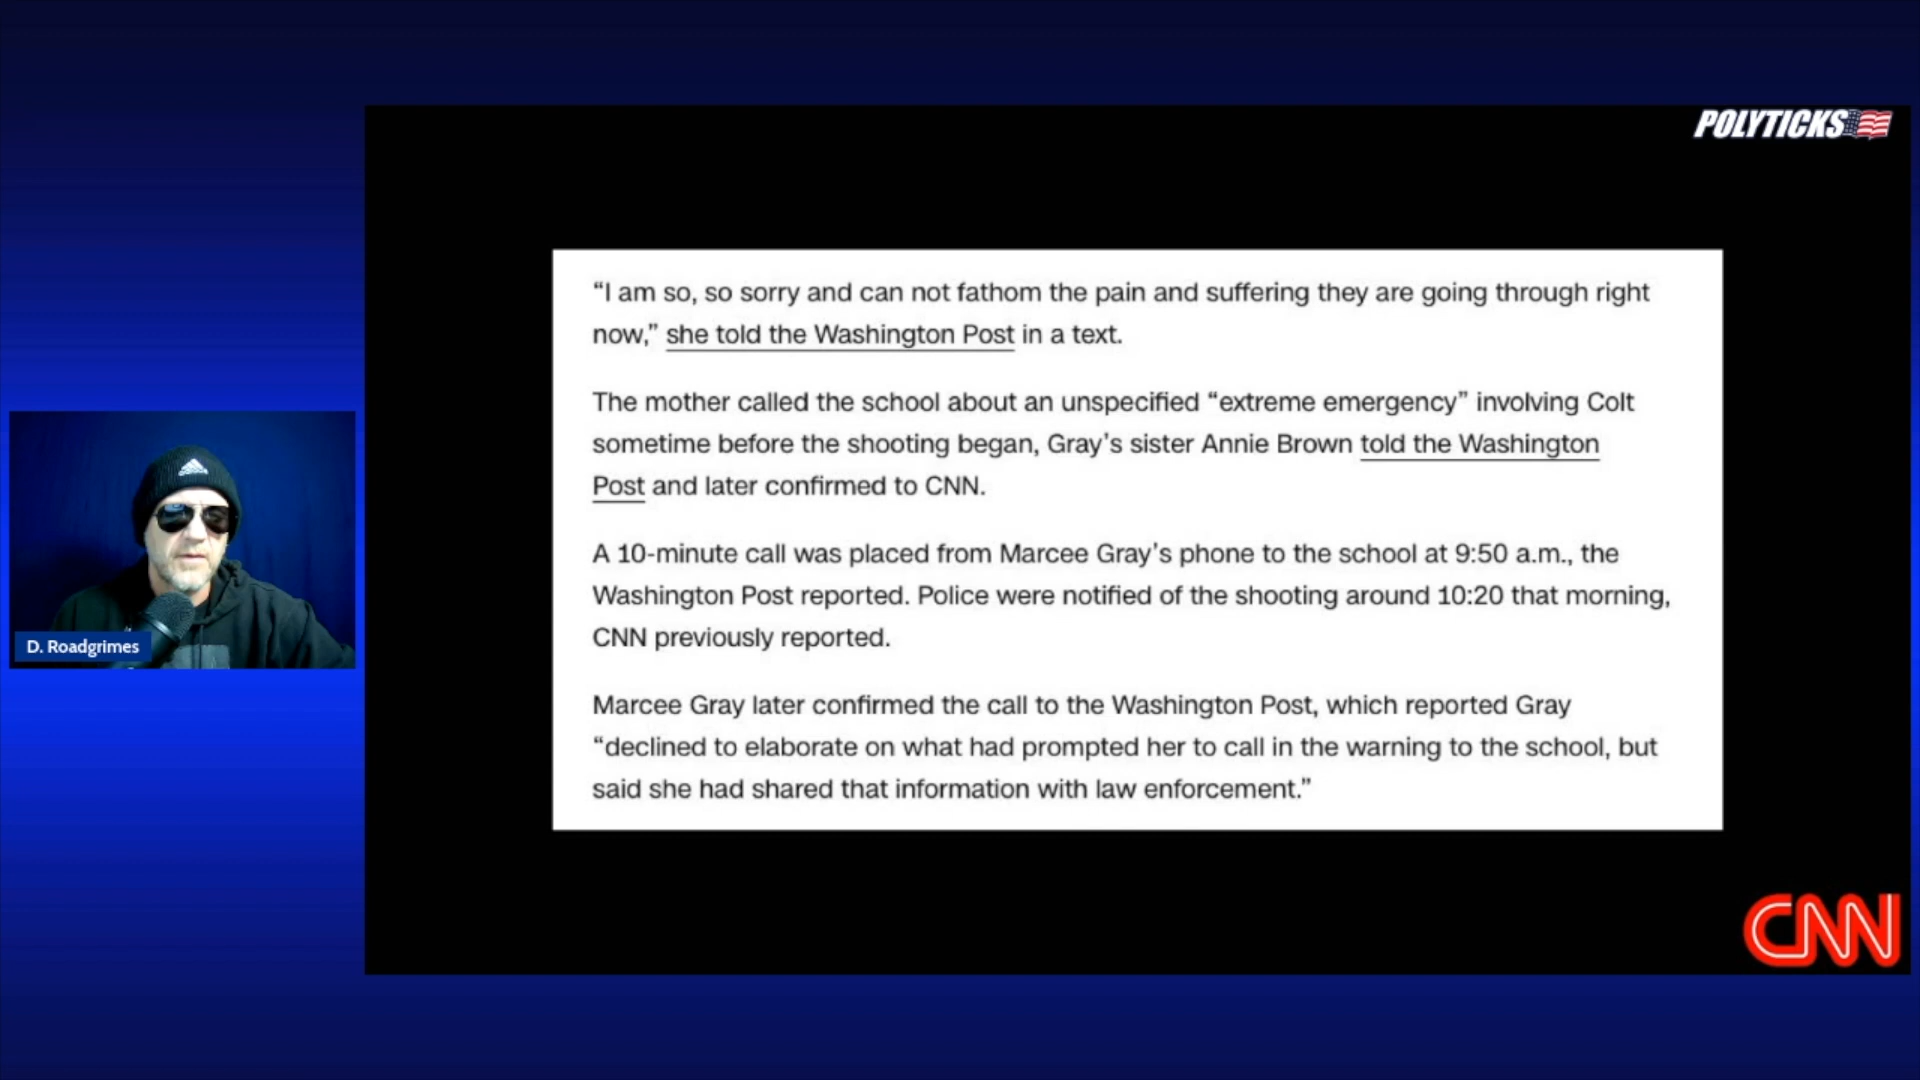 POLYTICKS
“I am so, so sorry and can not fathom the pain and suffering they are going through right
now,” she told the Washington Post in a text.
The mother called the school about an unspecified “extreme emergency” involving Colt
sometime before the shooting began, Gray’s sister Annie Brown told the Washington
Post and later confirmed to CNN.
A 10-minute call was placed from Marcee Gray’s phone to the school at 9:50 a.m., the
Washington Post reported. Police were notified of the shooting around 10:20 that morning,
CNN previously reported.
Marcee Gray later confirmed the call to the Washington Post, which reported Gray
“declined to elaborate on what had prompted her to call in the warning to the school, but
said she had shared that information with law enforcement.”
D. Roadgrimes
CNN